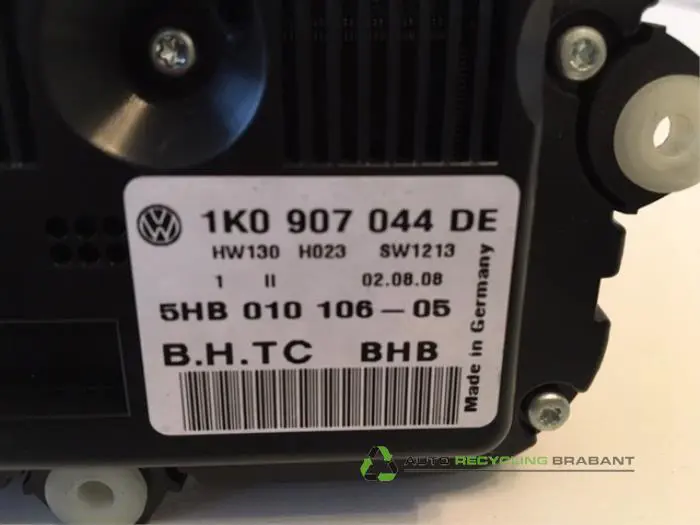 1K0 907 044 DE
HW130 H023 SW1213
1 II 02.08.08
5HB 010 106-05
B.H.TC BHB
Made in Germany
AUTO RECYCLING BRABANT